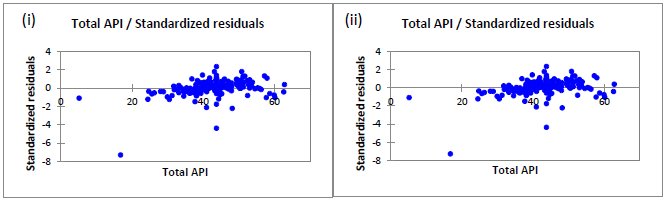 (i)
Total API / Standardized residuals
Standardized residuals
4
2
0
-2
-4
-6
-8
0 20 40 60
Total API
(ii)
Total API / Standardized residuals
Standardized residuals
4
2
0
-2
-4
-6
-8
0 20 40 60
Total API